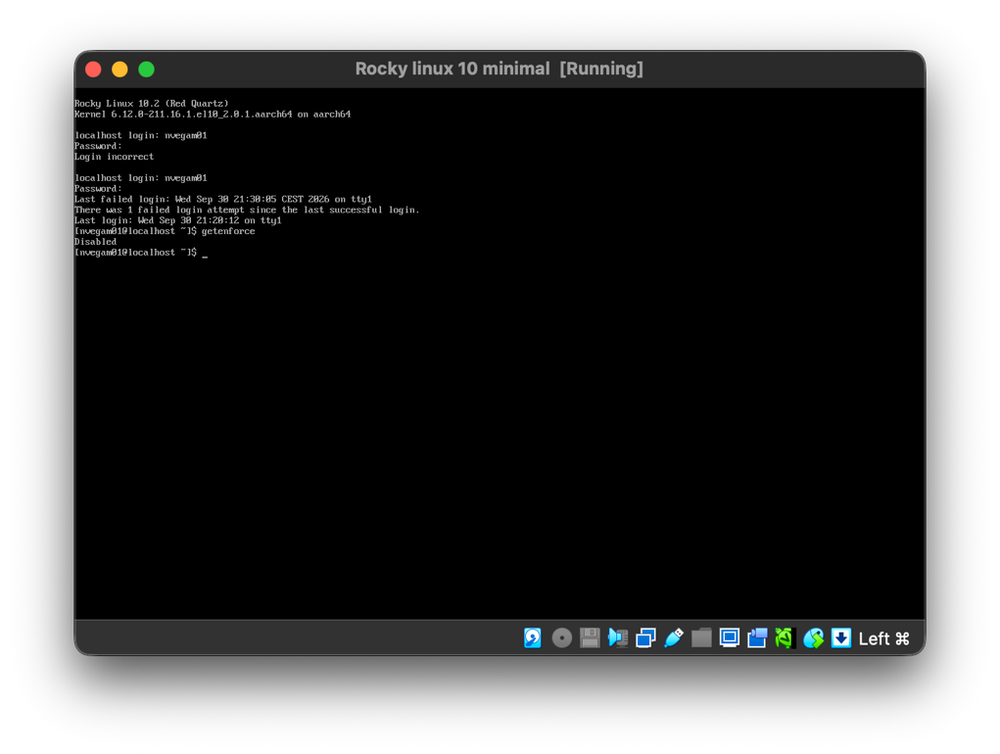 Rocky linux 10 minimal [Running]
Rocky Linux 10.2 (Red Quartz)
Kernel 6.12.0-211.16.1.el10_2.0.1.aarch64 on aarch64
localhost login: nvegam01
Password:
Login incorrect
localhost login: nvegam01
Password:
Last failed login: Wed Sep 30 21:30:05 CEST 2026 on tty1
There was 1 failed login attempt since the last successful login.
Last login: Wed Sep 30 21:20:12 on tty1
[nvegam01@localhost ~]$ getenforce
Disabled
[nvegam01@localhost ~]$ _
Left ⌘